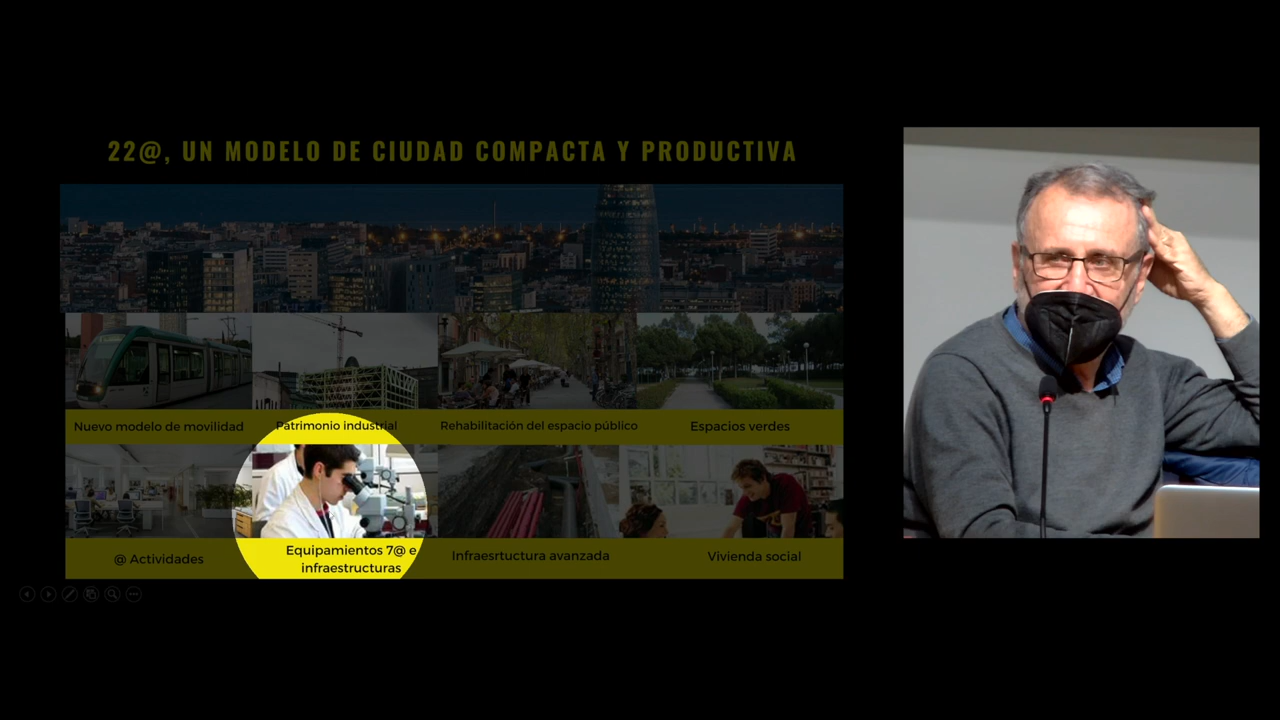 22@, UN MODELO DE CIUDAD COMPACTA Y PRODUCTIVA
Nuevo modelo de movilidad
Patrimonio industrial
Rehabilitación del espacio público
Espacios verdes
@ Actividades
Equipamientos 7@ e
infraestructuras
Infraesrtuctura avanzada
Vivienda social